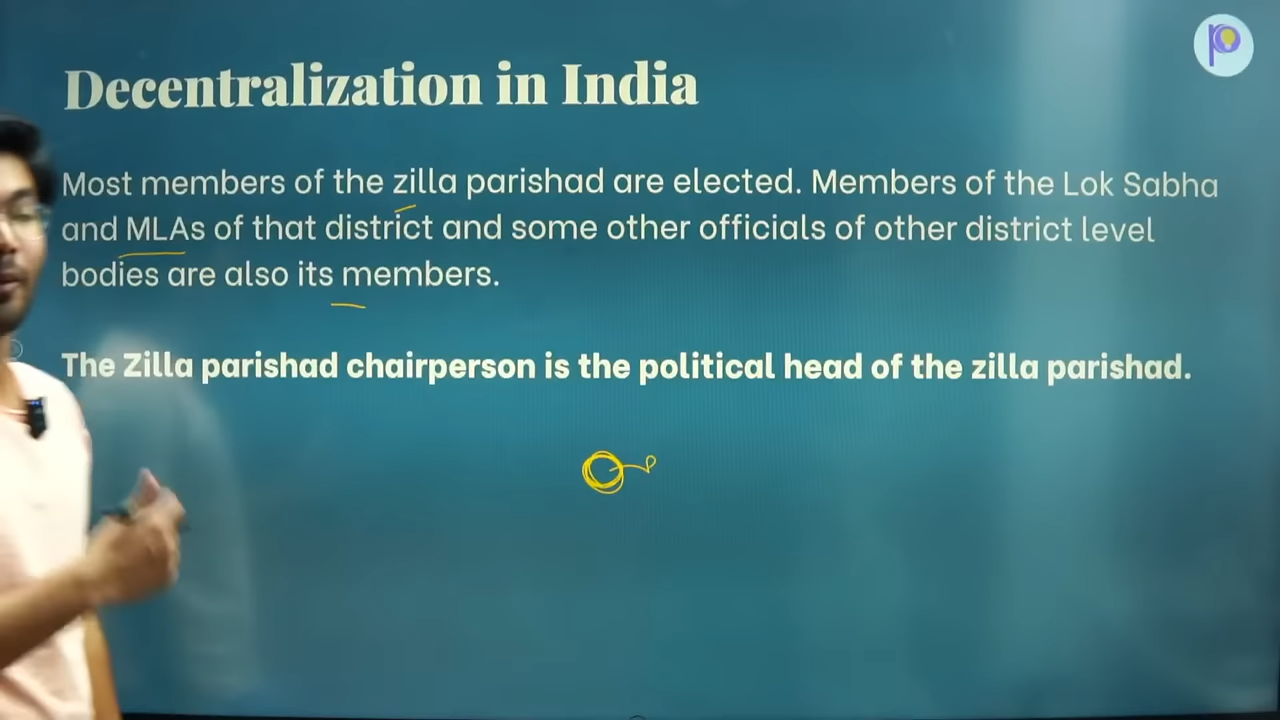 Decentralization in India
Most members of the zilla parishad are elected. Members of the Lok Sabha
and MLAs of that district and some other officials of other district level
bodies are also its members.
The Zilla parishad chairperson is the political head of the zilla parishad.